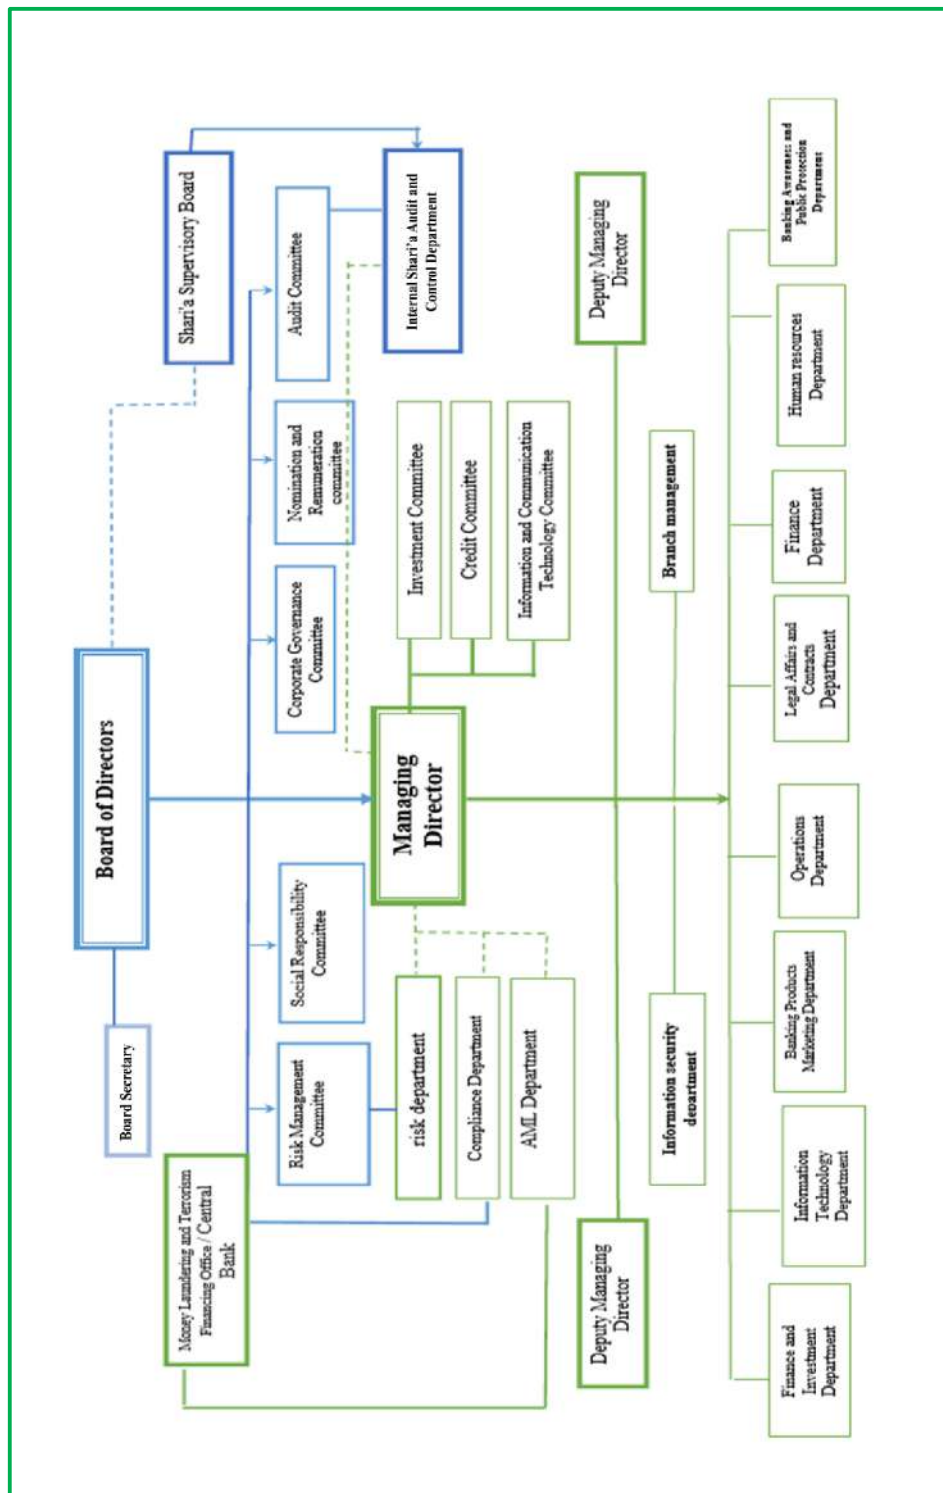 Board of Directors
Board Secretary
Shari'a Supervisory Board
Money Laundering and Terrorism
Financing Office / Central
Bank
Risk Management
Committee
Social Responsibility
Committee
Corporate Governance
Committee
Nomination and
Remuneration
committee
Audit Committee
Internal Shari'a Audit and
Control Department
Managing
Director
risk department
Compliance Department
AML Department
Investment Committee
Credit Committee
Information and Communication
Technology Committee
Deputy Managing
Director
Deputy Managing
Director
Information security
department
Branch management
Finance and
Investment
Department
Information
Technology
Department
Banking Products
Marketing Department
Operations
Department
Legal Affairs and
Contracts
Department
Finance
Department
Human resources
Department
Banking Awareness and
Public Protection
Department